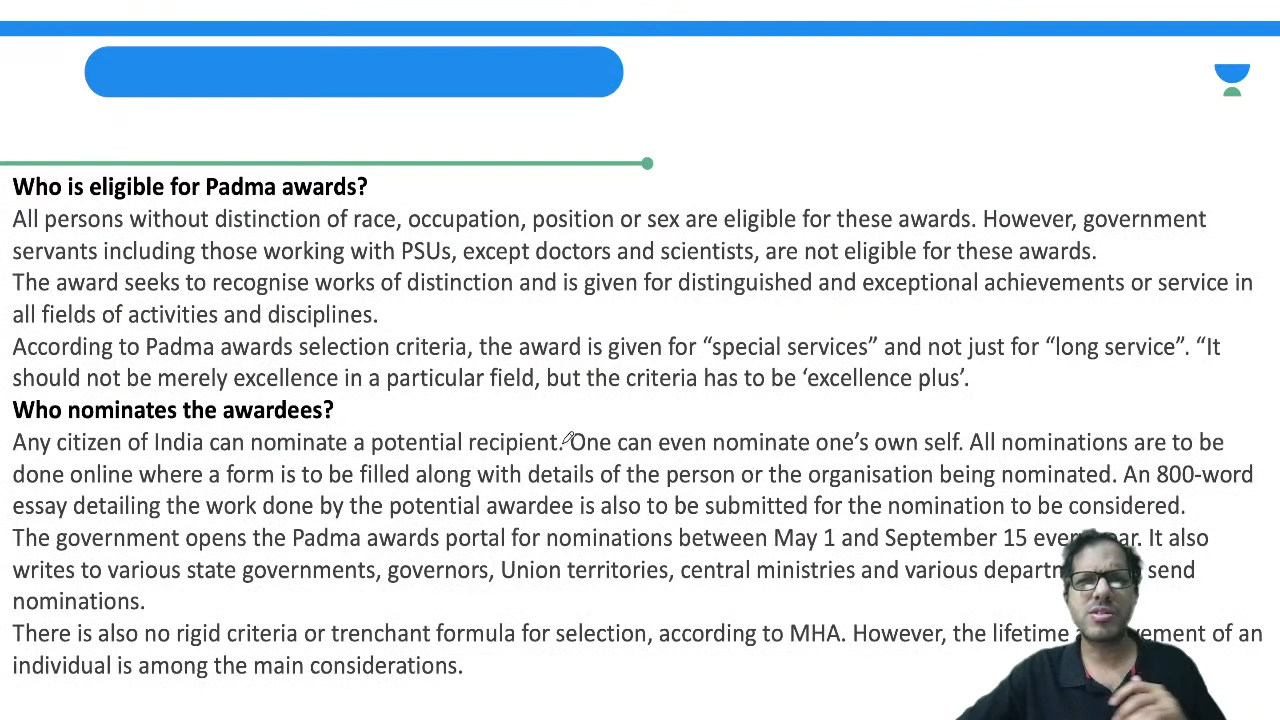 Who is eligible for Padma awards?
All persons without distinction of race, occupation, position or sex are eligible for these awards. However, government
servants including those working with PSUs, except doctors and scientists, are not eligible for these awards.
The award seeks to recognise works of distinction and is given for distinguished and exceptional achievements or service in
all fields of activities and disciplines.
According to Padma awards selection criteria, the award is given for “special services” and not just for “long service”. “It
should not be merely excellence in a particular field, but the criteria has to be ‘excellence plus’.
Who nominates the awardees?
Any citizen of India can nominate a potential recipient. One can even nominate one’s own self. All nominations are to be
done online where a form is to be filled along with details of the person or the organisation being nominated. An 800-word
essay detailing the work done by the potential awardee is also to be submitted for the nomination to be considered.
The government opens the Padma awards portal for nominations between May 1 and September 15 It also
writes to various state governments, governors, Union territories, central ministries and various send
nominations.
There is also no rigid criteria or trenchant formula for selection, according to MHA. However, the lifetime of an
individual is among the main considerations.